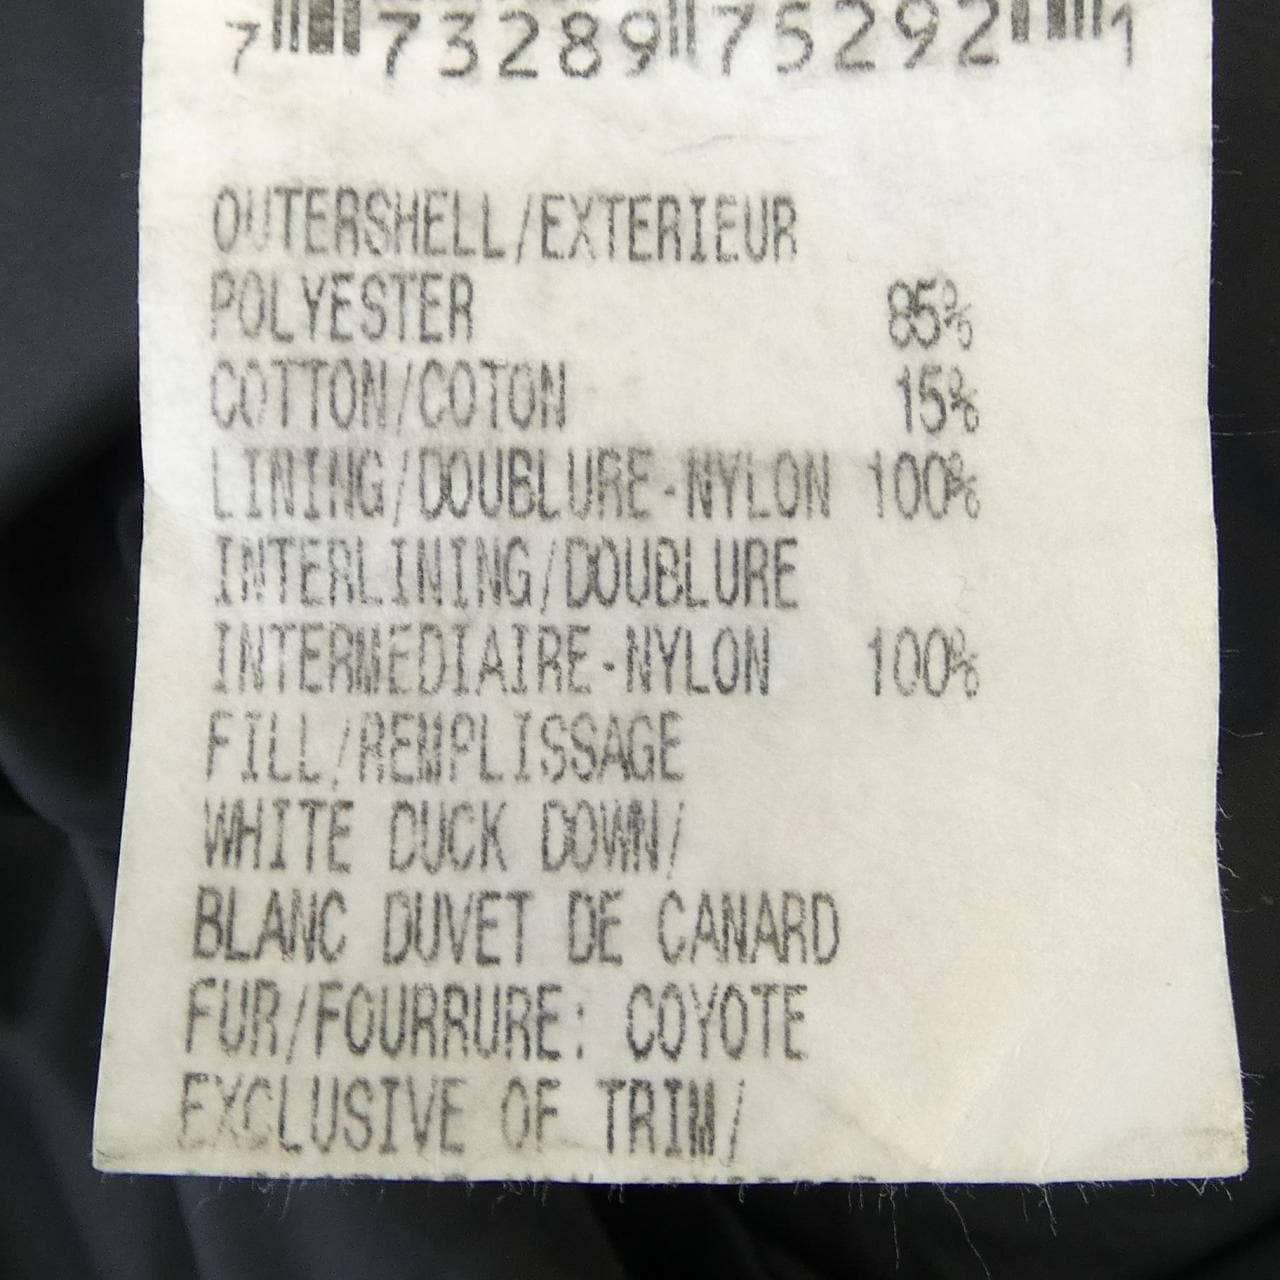 7 73289 75292 1
OUTERSHELL/EXTERIEUR
POLYESTER 85%
COTTON/COTON 15%
LINING/DOUBLURE-NYLON 100%
INTERLINING/DOUBLURE
INTERMEDIAIRE-NYLON 100%
FILL/REMPLISSAGE
WHITE DUCK DOWN/
BLANC DUVET DE CANARD
FUR/FOURRURE: COYOTE
EXCLUSIVE OF TRIM/